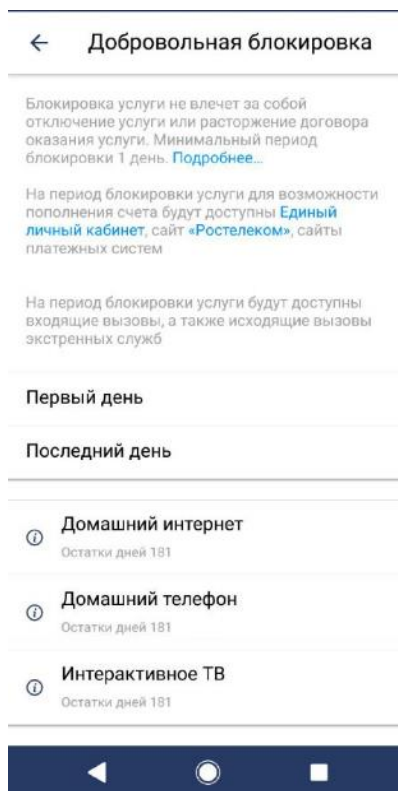 Добровольная блокировка
Блокировка услуги не влечет за собой
отключение услуги или расторжение договора
оказания услуги. Минимальный период
блокировки 1 день. Подробнее...
На период блокировки услуги для возможности
пополнения счета будут доступны Единый
личный кабинет, сайт «Ростелеком», сайты
платежных систем
На период блокировки услуги будут доступны
входящие вызовы, а также исходящие вызовы
экстренных служб
Первый день
Последний день
Домашний интернет
Остатки дней 181
Домашний телефон
Остатки дней 181
Интерактивное ТВ
Остатки дней 181